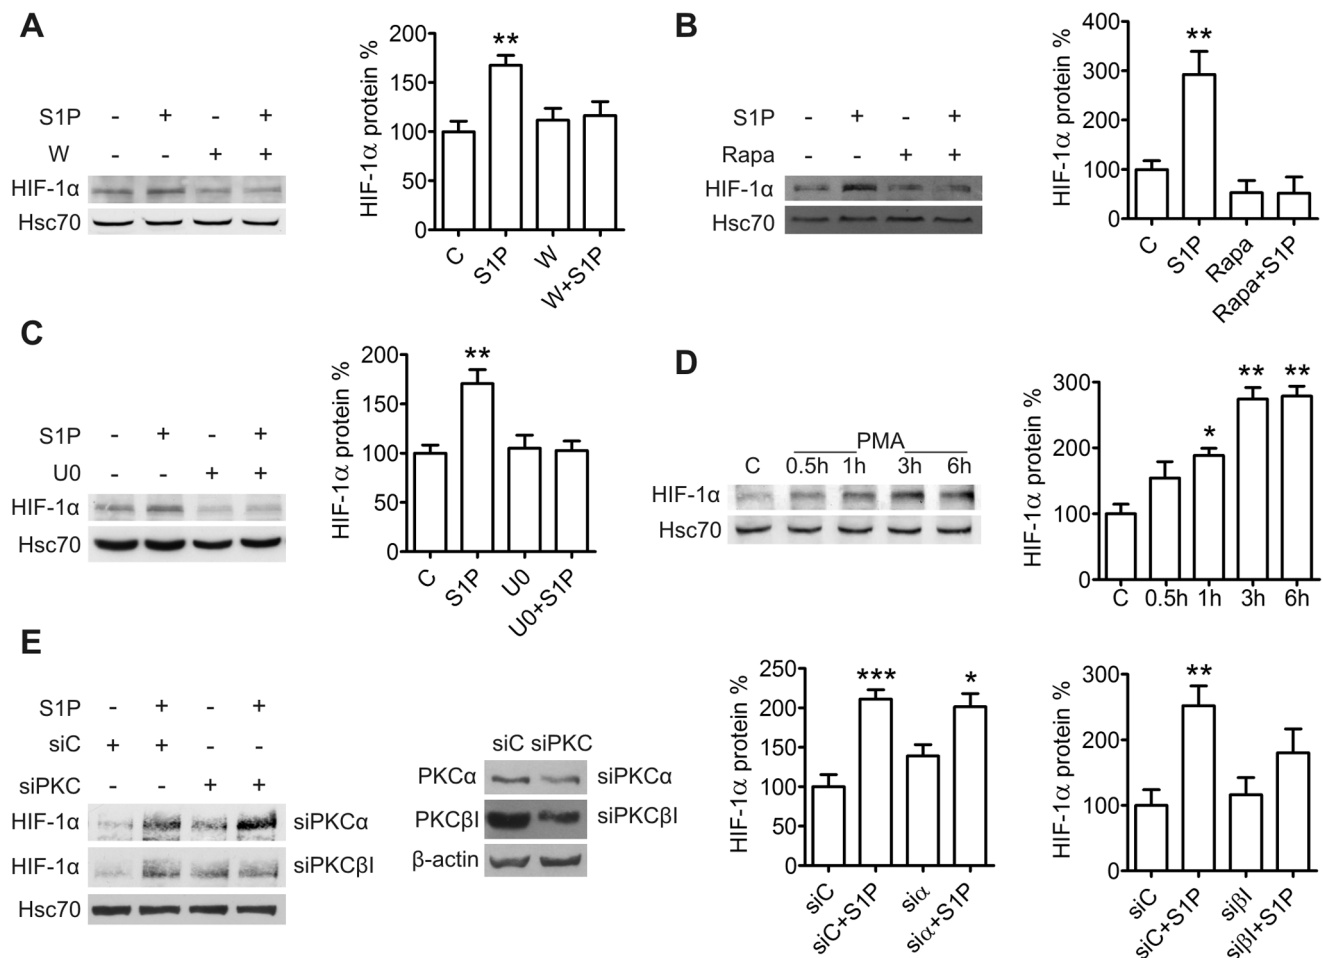 A
S1P - + - +
W - - + +
HIF-1α
Hsc70
HIF-1α protein %
200
150
100
50
0
**
C
S1P
W
W+S1P
B
S1P - + - +
Rapa - - + +
HIF-1α
Hsc70
HIF-1α protein %
400
300
200
100
0
**
C
S1P
Rapa
Rapa+S1P
C
S1P - + - +
U0 - - + +
HIF-1α
Hsc70
HIF-1α protein %
200
150
100
50
0
**
C
S1P
U0
U0+S1P
D
PMA
C 0.5h 1h 3h 6h
HIF-1α
Hsc70
HIF-1α protein %
300
200
100
0
* ** **
C 0.5h 1h 3h 6h
E
S1P - + - +
siC + + - -
siPKC - - + +
HIF-1α siPKCα
HIF-1α siPKCβI
Hsc70
siC siPKC
PKCα siPKCα
PKCβI siPKCβI
β-actin
HIF-1α protein %
250
200
150
100
50
0
*** *
siC
siC+S1P
siα
siα+S1P
HIF-1α protein %
300
200
100
0
**
siC
siC+S1P
siβI
siβI+S1P